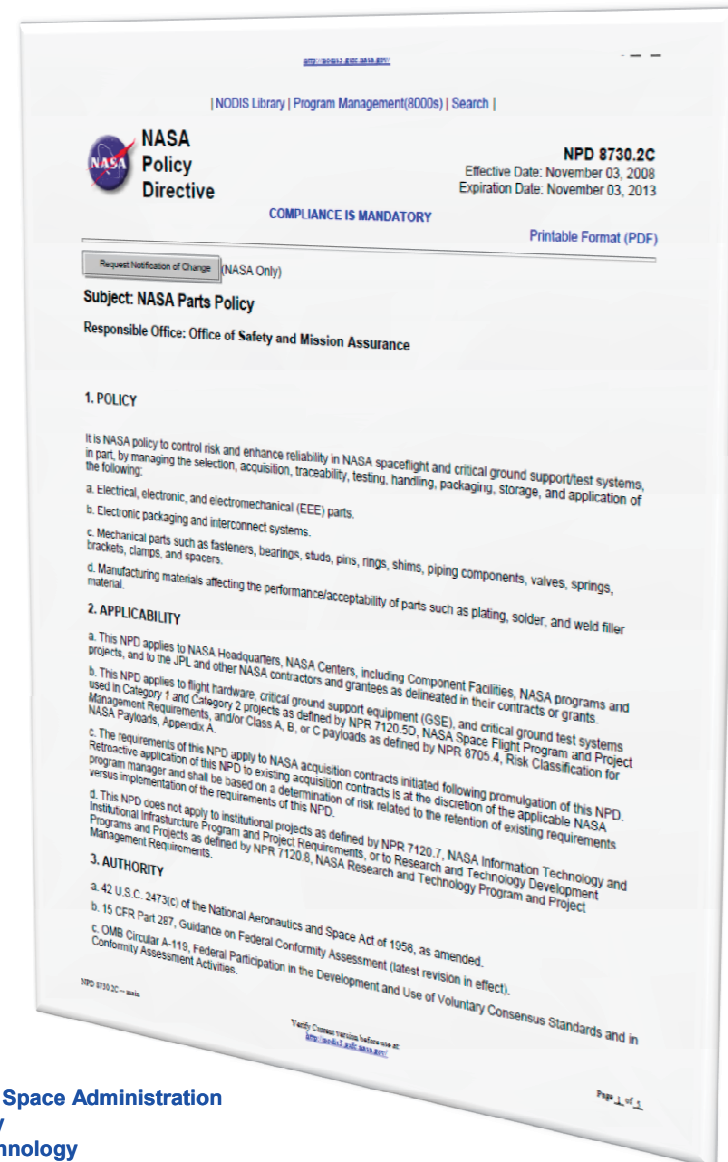 http://nodis3.gsfc.nasa.gov/
| NODIS Library | Program Management(8000s) | Search |
NASA
Policy
Directive
NASA
NPD 8730.2C
Effective Date: November 03, 2008
Expiration Date: November 03, 2013
COMPLIANCE IS MANDATORY
Printable Format (PDF)
Request Notification of Change (NASA Only)
Subject: NASA Parts Policy
Responsible Office: Office of Safety and Mission Assurance
1. POLICY
It is NASA policy to control risk and enhance reliability in NASA spaceflight and critical ground support/test systems,
in part, by managing the selection, acquisition, traceability, testing, handling, packaging, storage, and application of
the following:
a. Electrical, electronic, and electromechanical (EEE) parts.
b. Electronic packaging and interconnect systems.
c. Mechanical parts such as fasteners, bearings, studs, pins, rings, shims, piping components, valves, springs,
brackets, clamps, and spacers.
d. Manufacturing materials affecting the performance/acceptability of parts such as plating, solder, and weld filler
material.
2. APPLICABILITY
a. This NPD applies to NASA Headquarters, NASA Centers, including Component Facilities, NASA programs and
projects, and to the JPL and other NASA contractors and grantees as delineated in their contracts or grants.
b. This NPD applies to flight hardware, critical ground support equipment (GSE), and critical ground test systems
used in Category 1 and Category 2 projects as defined by NPR 7120.5D, NASA Space Flight Program and Project
Management Requirements, and/or Class A, B, or C payloads as defined by NPR 8705.4, Risk Classification for
NASA Payloads, Appendix A.
c. The requirements of this NPD apply to NASA acquisition contracts initiated following promulgation of this NPD.
Retroactive application of this NPD to existing acquisition contracts is at the discretion of the applicable NASA
program manager and shall be based on a determination of risk related to the retention of existing requirements
versus implementation of the requirements of this NPD.
d. This NPD does not apply to institutional projects as defined by NPR 7120.7, NASA Information Technology and
Institutional Infrasturcture Program and Project Requirements, or to Research and Technology Development
Programs and Projects as defined by NPR 7120.8, NASA Research and Technology Program and Project
Management Requirements.
3. AUTHORITY
a. 42 U.S.C. 2473(c) of the National Aeronautics and Space Act of 1958, as amended.
b. 15 CFR Part 287, Guidance on Federal Conformity Assessment (latest revision in effect).
c. OMB Circular A-119, Federal Participation in the Development and Use of Voluntary Consensus Standards and in
Conformity Assessment Activities.
NPD 8730.2C -- main
Verify Current version before use at:
http://nodis3.gsfc.nasa.gov/
Page 1 of 5
Space Administration
y
hnology